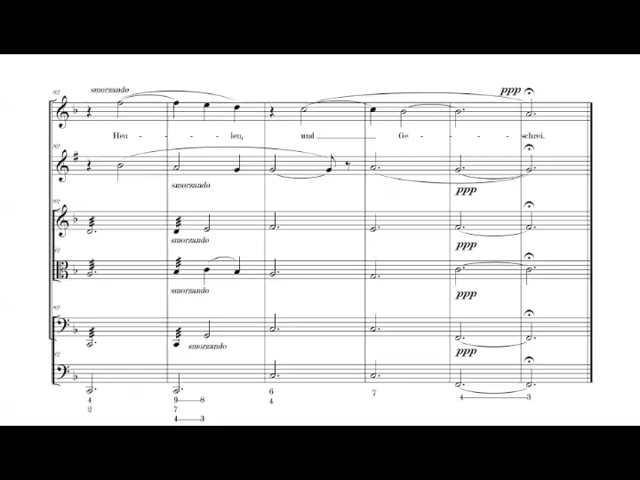 smorzando ppp
Heu - - - - len, und Ge - - - - schrei.
smorzando ppp
smorzando ppp
smorzando ppp
smorzando ppp
4 9 8 6 7 4 3
2 7 4
4 3